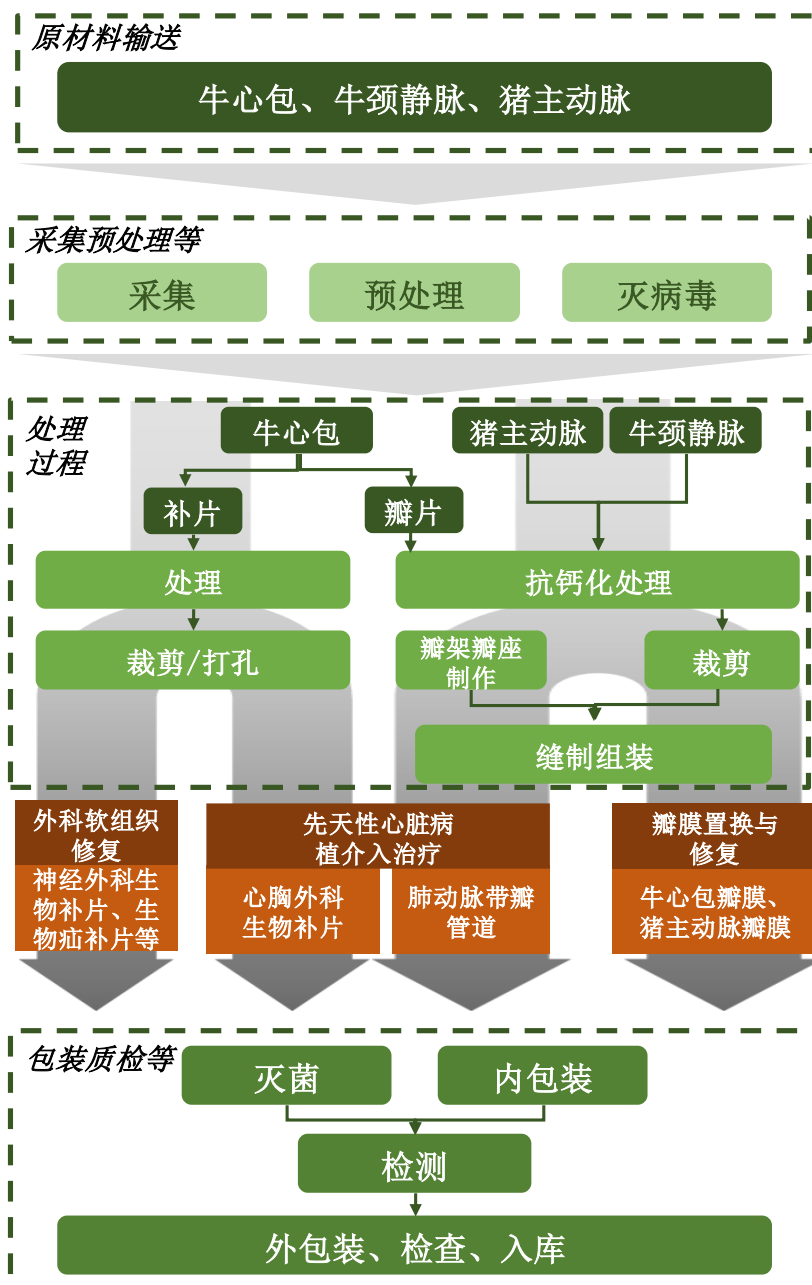 原材料输送
牛心包、牛颈静脉、猪主动脉
采集预处理等
采集
预处理
灭病毒
处理
过程
牛心包
猪主动脉
牛颈静脉
补片
瓣片
处理
抗钙化处理
裁剪/打孔
瓣架瓣座
制作
裁剪
缝制组装
外科软组织
修复
神经外科生
物补片、生
物疝补片等
先天性心脏病
植介入治疗
心胸外科
生物补片
肺动脉带瓣
管道
瓣膜置换与
修复
牛心包瓣膜、
猪主动脉瓣膜
包装质检等
灭菌
内包装
检测
外包装、检查、入库